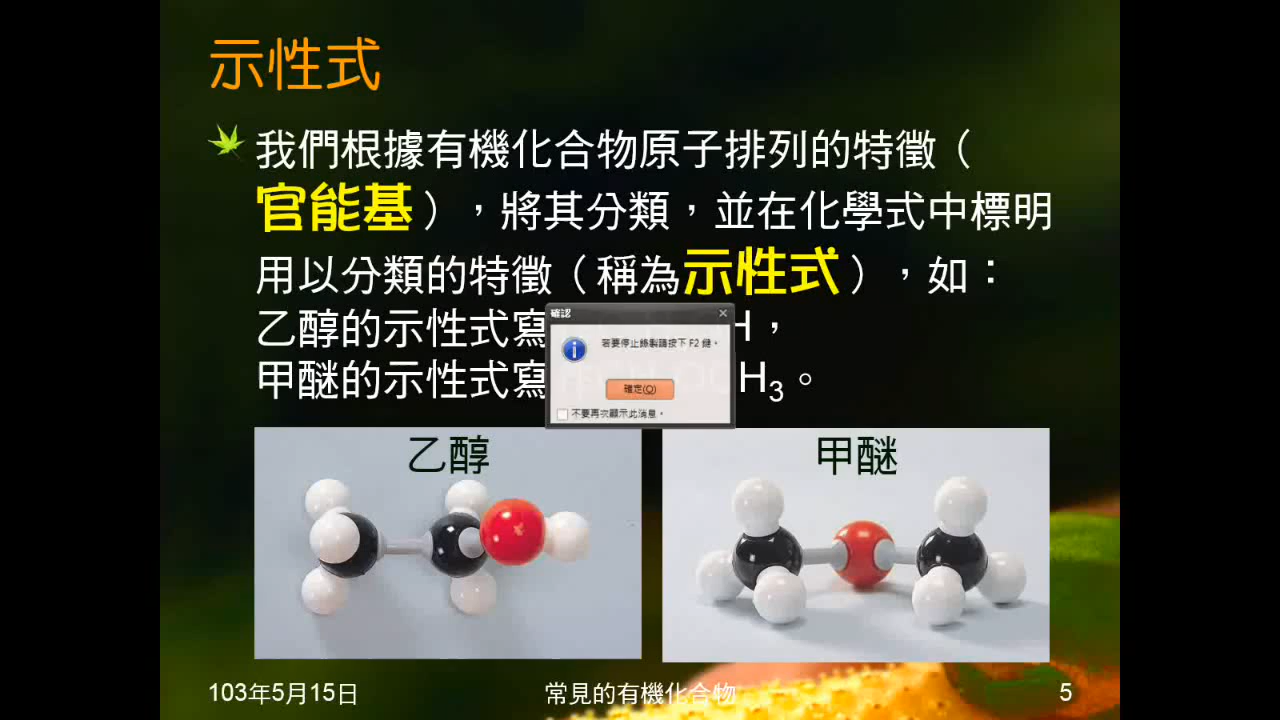 示性式
我們根據有機化合物原子排列的特徵（
官能基），將其分類，並在化學式中標明
用以分類的特徵（稱為示性式），如：
乙醇的示性式寫
H，
甲醚的示性式寫
H₃。
確認
若要停止錄製請按下 F2 鍵。
確定(O)
不要再次顯示此消息。
乙醇
甲醚
103年5月15日
常見的有機化合物
5